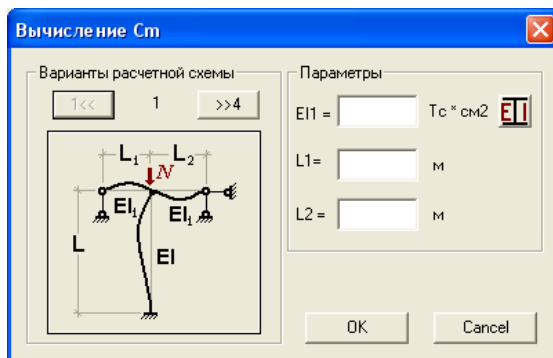 Вычисление Cm
Варианты расчетной схемы
1<<
1
>>4
L1 L2
N
EI1 EI1
L
EI
Параметры
EI1 = Тс * см2 EI
L1= м
L2 = м
OK
Cancel